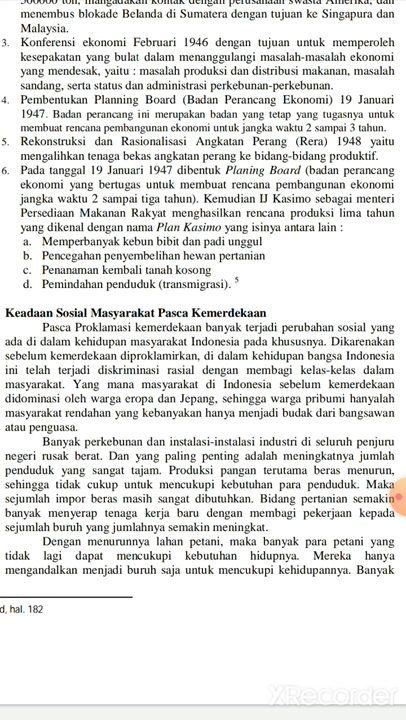 500000 ton, mengadakan kontak dengan perusahaan swasta Amerika, dan
menembus blokade Belanda di Sumatera dengan tujuan ke Singapura dan
Malaysia.
3. Konferensi ekonomi Februari 1946 dengan tujuan untuk memperoleh
kesepakatan yang bulat dalam menanggulangi masalah-masalah ekonomi
yang mendesak, yaitu : masalah produksi dan distribusi makanan, masalah
sandang, serta status dan administrasi perkebunan-perkebunan.
4. Pembentukan Planning Board (Badan Perancang Ekonomi) 19 Januari
1947. Badan perancang ini merupakan badan yang tetap yang tugasnya untuk
membuat rencana pembangunan ekonomi untuk jangka waktu 2 sampai 3 tahun.
5. Rekonstruksi dan Rasionalisasi Angkatan Perang (Rera) 1948 yaitu
mengalihkan tenaga bekas angkatan perang ke bidang-bidang produktif.
6. Pada tanggal 19 Januari 1947 dibentuk Planing Board (badan perancang
ekonomi yang bertugas untuk membuat rencana pembangunan ekonomi
jangka waktu 2 sampai tiga tahun). Kemudian IJ Kasimo sebagai menteri
Persediaan Makanan Rakyat menghasilkan rencana produksi lima tahun
yang dikenal dengan nama Plan Kasimo yang isinya antara lain :
a. Memperbanyak kebun bibit dan padi unggul
b. Pencegahan penyembelihan hewan pertanian
c. Penanaman kembali tanah kosong
d. Pemindahan penduduk (transmigrasi). 5
Keadaan Sosial Masyarakat Pasca Kemerdekaan
Pasca Proklamasi kemerdekaan banyak terjadi perubahan sosial yang
ada di dalam kehidupan masyarakat Indonesia pada khususnya. Dikarenakan
sebelum kemerdekaan diproklamirkan, di dalam kehidupan bangsa Indonesia
ini telah terjadi diskriminasi rasial dengan membagi kelas-kelas dalam
masyarakat. Yang mana masyarakat di Indonesia sebelum kemerdekaan
didominasi oleh warga eropa dan Jepang, sehingga warga pribumi hanyalah
masyarakat rendahan yang kebanyakan hanya menjadi budak dari bangsawan
atau penguasa.
Banyak perkebunan dan instalasi-instalasi industri di seluruh penjuru
negeri rusak berat. Dan yang paling penting adalah meningkatnya jumlah
penduduk yang sangat tajam. Produksi pangan terutama beras menurun,
sehingga tidak cukup untuk mencukupi kebutuhan para penduduk. Maka
sejumlah impor beras masih sangat dibutuhkan. Bidang pertanian semakin
banyak menyerap tenaga kerja baru dengan membagi pekerjaan kepada
sejumlah buruh yang jumlahnya semakin meningkat.
Dengan menurunnya lahan petani, maka banyak para petani yang
tidak lagi dapat mencukupi kebutuhan hidupnya. Mereka hanya
mengandalkan menjadi buruh saja untuk mencukupi kehidupannya. Banyak
d, hal. 182
XRecorder